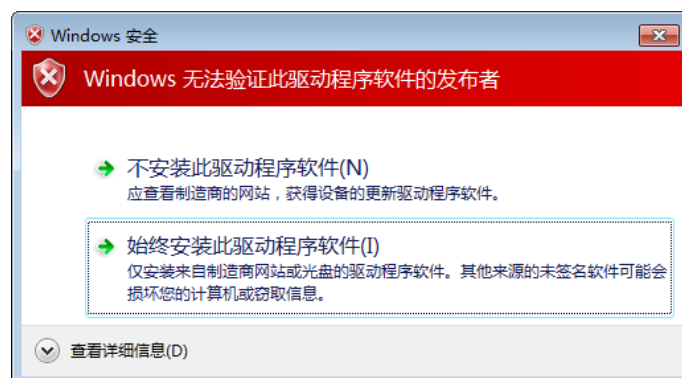 Windows 安全
Windows 无法验证此驱动程序软件的发布者
不安装此驱动程序软件(N)
应查看制造商的网站，获得设备的更新驱动程序软件。
始终安装此驱动程序软件(I)
仅安装来自制造商网站或光盘的驱动程序软件。其他来源的未签名软件可能会
损坏您的计算机或窃取信息。
查看详细信息(D)